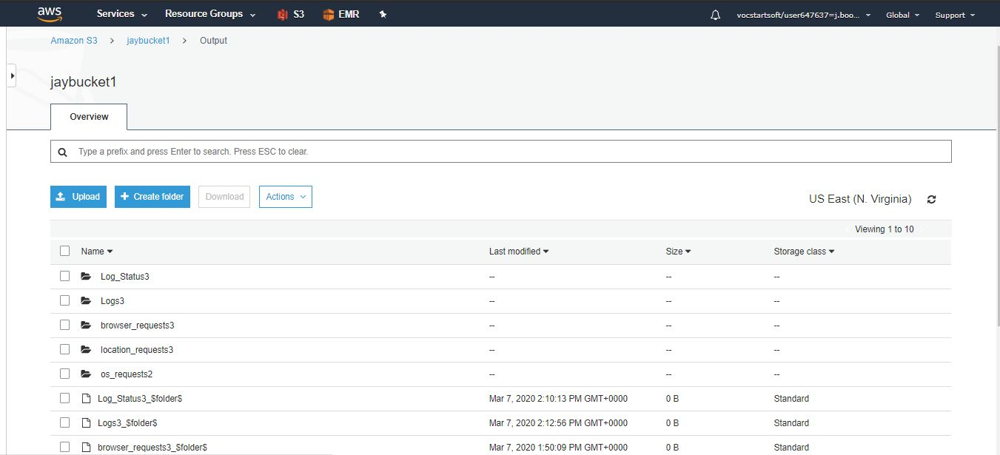 aws Services Resource Groups S3 EMR vocstartsoft/user647637=j.boo... Global Support
Amazon S3 > jaybucket1 > Output
jaybucket1
Overview
Type a prefix and press Enter to search. Press ESC to clear.
Upload + Create folder Download Actions US East (N. Virginia)
Viewing 1 to 10
Name Last modified Size Storage class
Log_Status3 -- -- --
Logs3 -- -- --
browser_requests3 -- -- --
location_requests3 -- -- --
os_requests2 -- -- --
Log_Status3_$folder$ Mar 7, 2020 2:10:13 PM GMT+0000 0 B Standard
Logs3_$folder$ Mar 7, 2020 2:12:56 PM GMT+0000 0 B Standard
browser_requests3_$folder$ Mar 7, 2020 1:50:09 PM GMT+0000 0 B Standard